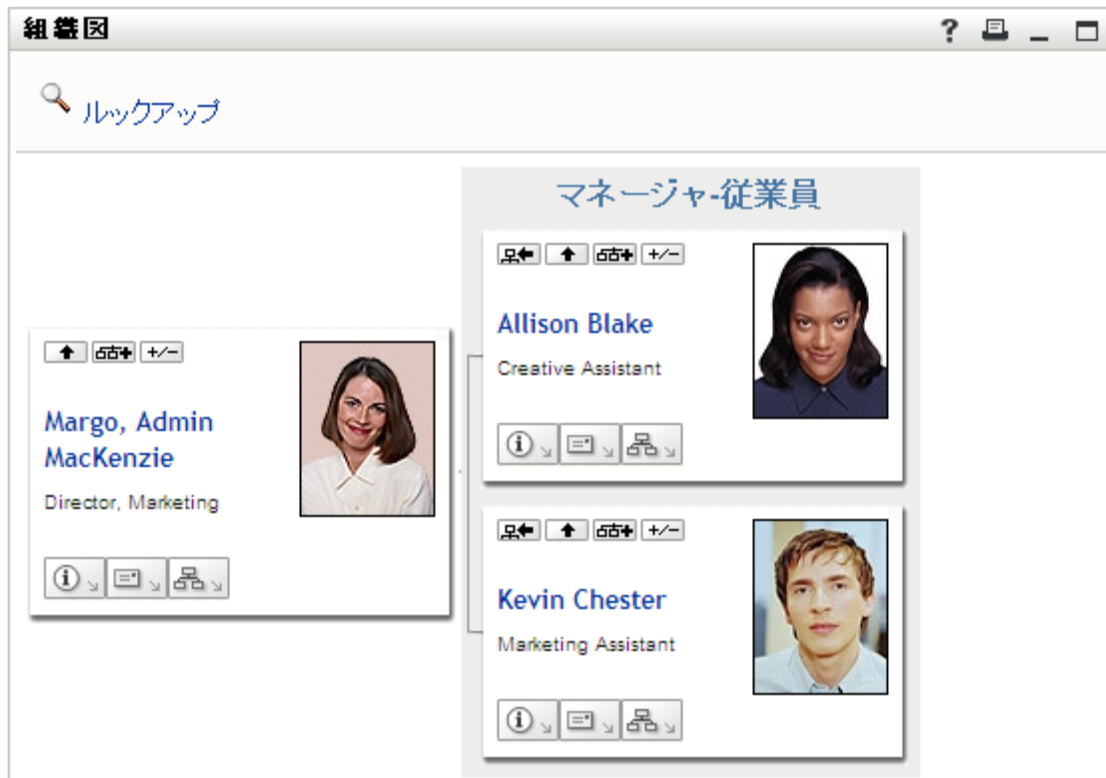 組織図
?
ルックアップ
マネージャ-従業員
+/-
Allison Blake
Creative Assistant
+/-
Margo, Admin
MacKenzie
Director, Marketing
+/-
Kevin Chester
Marketing Assistant